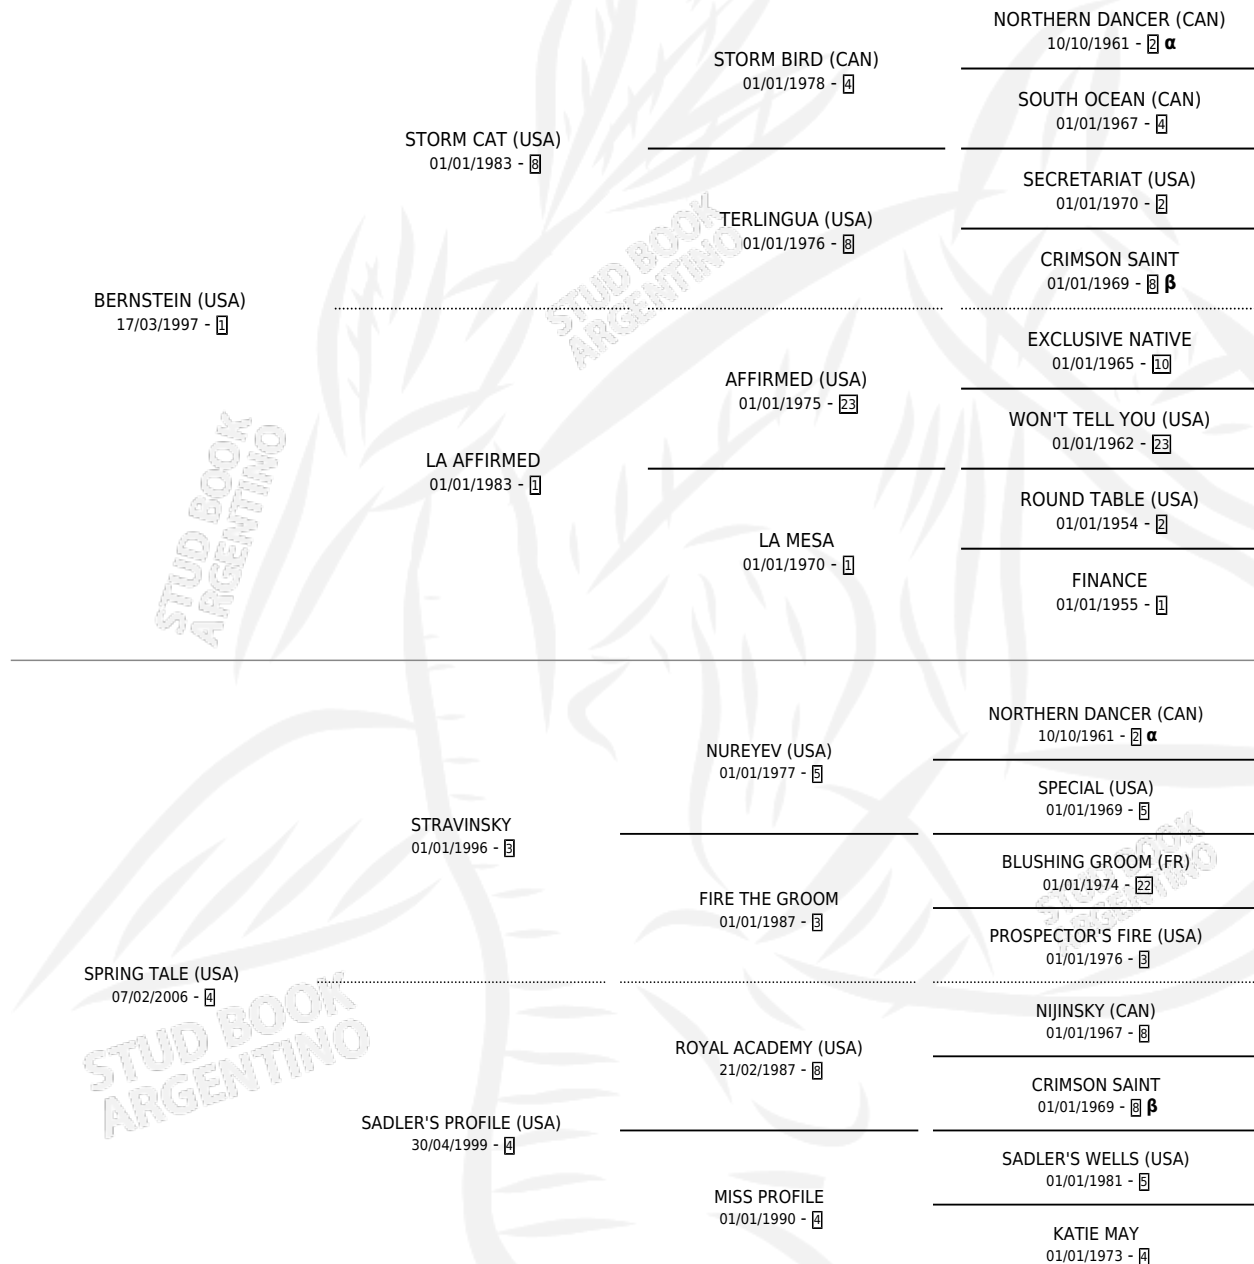 NORTHERN DANCER (CAN)
10/10/1961 - 2 α
STORM BIRD (CAN)
01/01/1978 - 4
SOUTH OCEAN (CAN)
01/01/1967 - 4
STORM CAT (USA)
01/01/1983 - 8
SECRETARIAT (USA)
01/01/1970 - 2
TERLINGUA (USA)
01/01/1976 - 8
CRIMSON SAINT
01/01/1969 - 8 β
BERNSTEIN (USA)
17/03/1997 - 1
EXCLUSIVE NATIVE
01/01/1965 - 10
AFFIRMED (USA)
01/01/1975 - 23
WON'T TELL YOU (USA)
01/01/1962 - 23
LA AFFIRMED
01/01/1983 - 1
ROUND TABLE (USA)
01/01/1954 - 2
LA MESA
01/01/1970 - 1
FINANCE
01/01/1955 - 1
NORTHERN DANCER (CAN)
10/10/1961 - 2 α
NUREYEV (USA)
01/01/1977 - 5
SPECIAL (USA)
01/01/1969 - 5
STRAVINSKY
01/01/1996 - 3
BLUSHING GROOM (FR)
01/01/1974 - 22
FIRE THE GROOM
01/01/1987 - 3
PROSPECTOR'S FIRE (USA)
01/01/1976 - 3
SPRING TALE (USA)
07/02/2006 - 4
NIJINSKY (CAN)
01/01/1967 - 8
ROYAL ACADEMY (USA)
21/02/1987 - 8
CRIMSON SAINT
01/01/1969 - 8 β
SADLER'S PROFILE (USA)
30/04/1999 - 4
SADLER'S WELLS (USA)
01/01/1981 - 5
MISS PROFILE
01/01/1990 - 4
KATIE MAY
01/01/1973 - 4
STUD BOOK
ARGENTINO
STUD BOOK
ARGENTINO
STUD BOOK
ARGENTINO
STUD BOOK
ARGENTINO